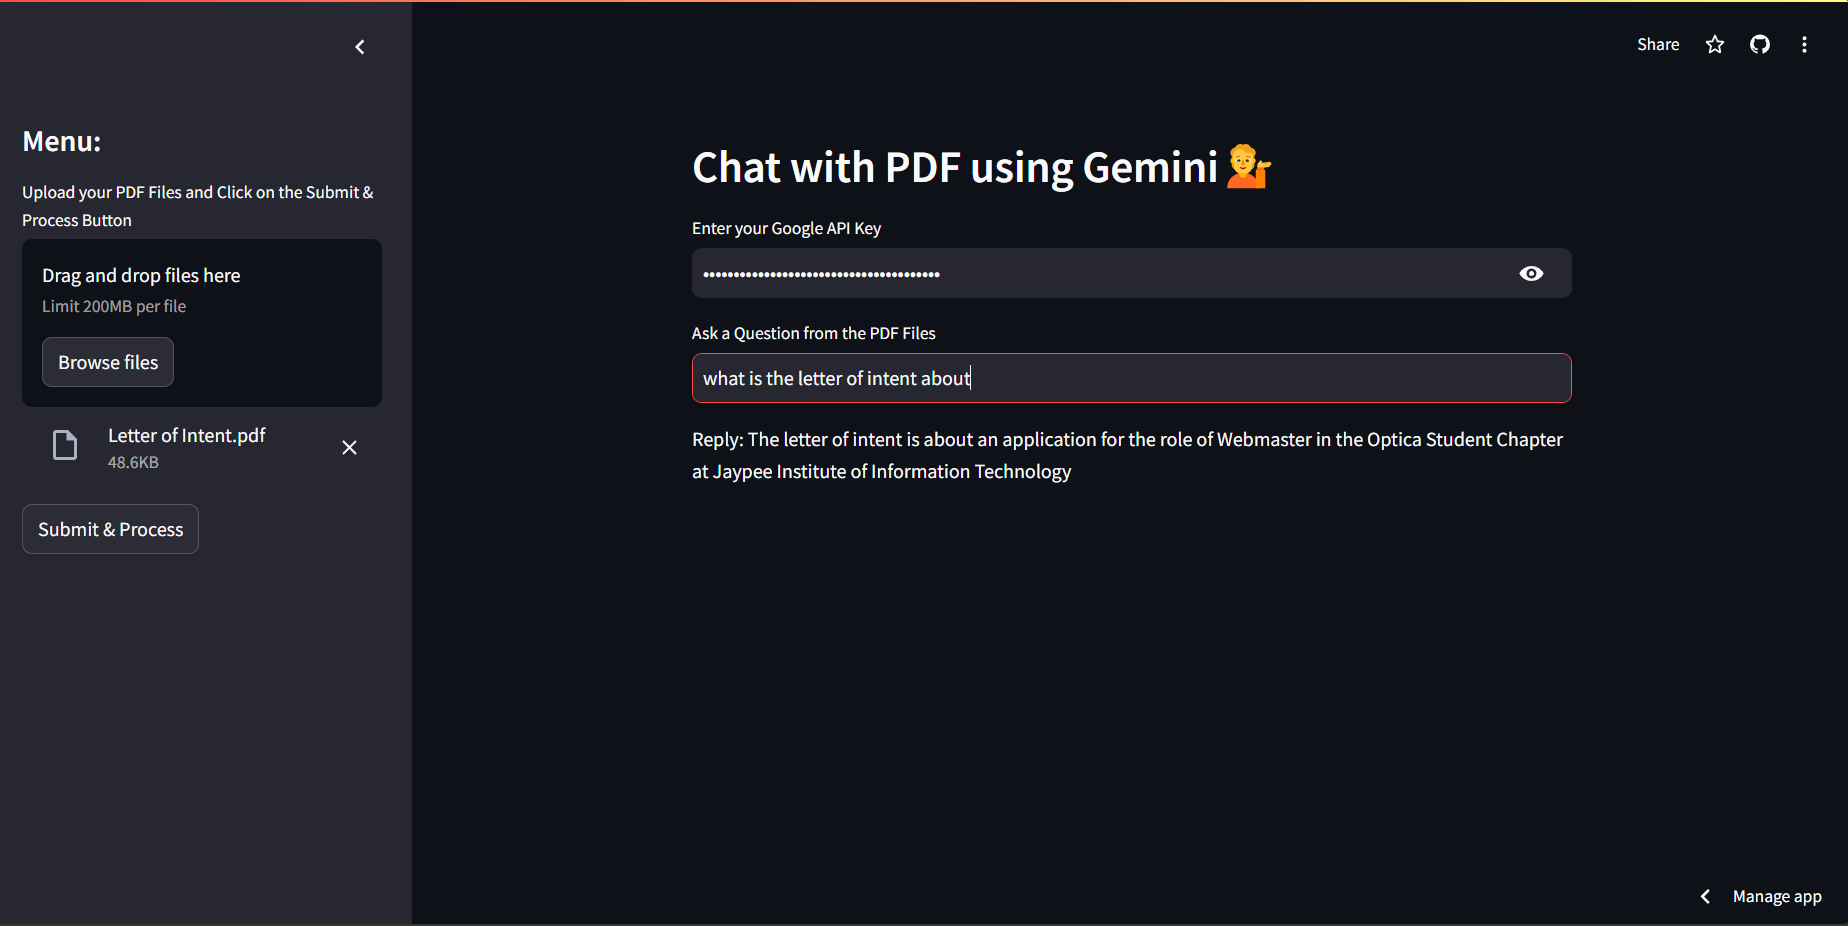 Share
Menu:
Upload your PDF Files and Click on the Submit &
Process Button
Drag and drop files here
Limit 200MB per file
Browse files
Letter of Intent.pdf
48.6KB
Submit & Process
Chat with PDF using Gemini
Enter your Google API Key
••••••••••••••••••••••••••••••••••••••••
Ask a Question from the PDF Files
what is the letter of intent about
Reply: The letter of intent is about an application for the role of Webmaster in the Optica Student Chapter
at Jaypee Institute of Information Technology
Manage app